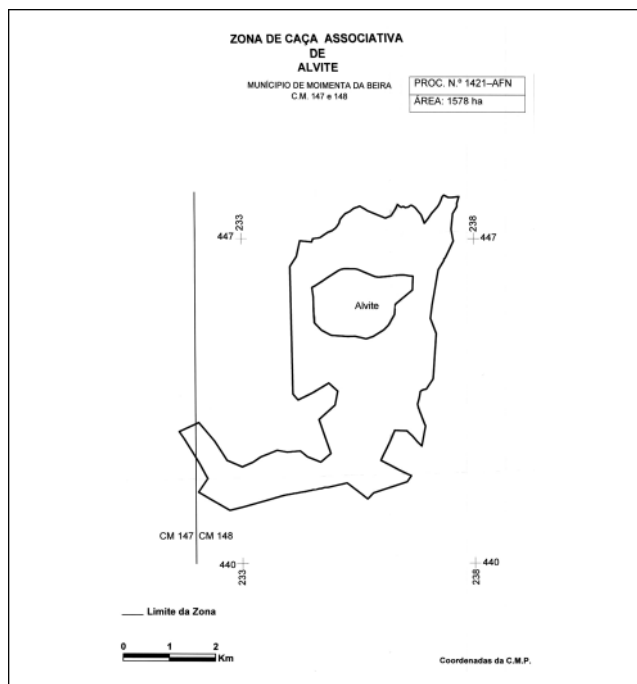 ZONA DE CAÇA ASSOCIATIVA
DE
ALVITE
MUNÍCIPIO DE MOIMENTA DA BEIRA
C.M. 147 e 148
PROC. N.º 1421–AFN
ÁREA: 1578 ha
233
447
238
447
Alvite
CM 147
CM 148
440
233
440
238
Limite da Zona
0 1 2
Km
Coordenadas da C.M.P.